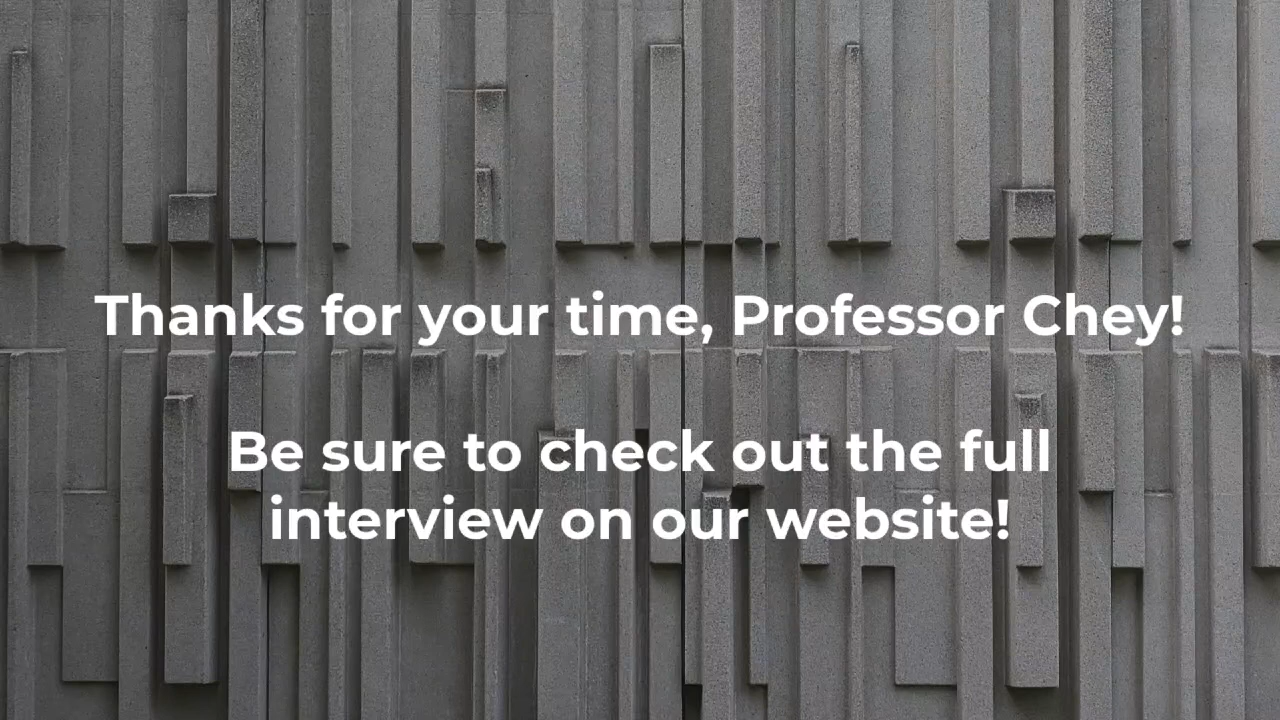 Thanks for your time, Professor Chey!
Be sure to check out the full
interview on our website!